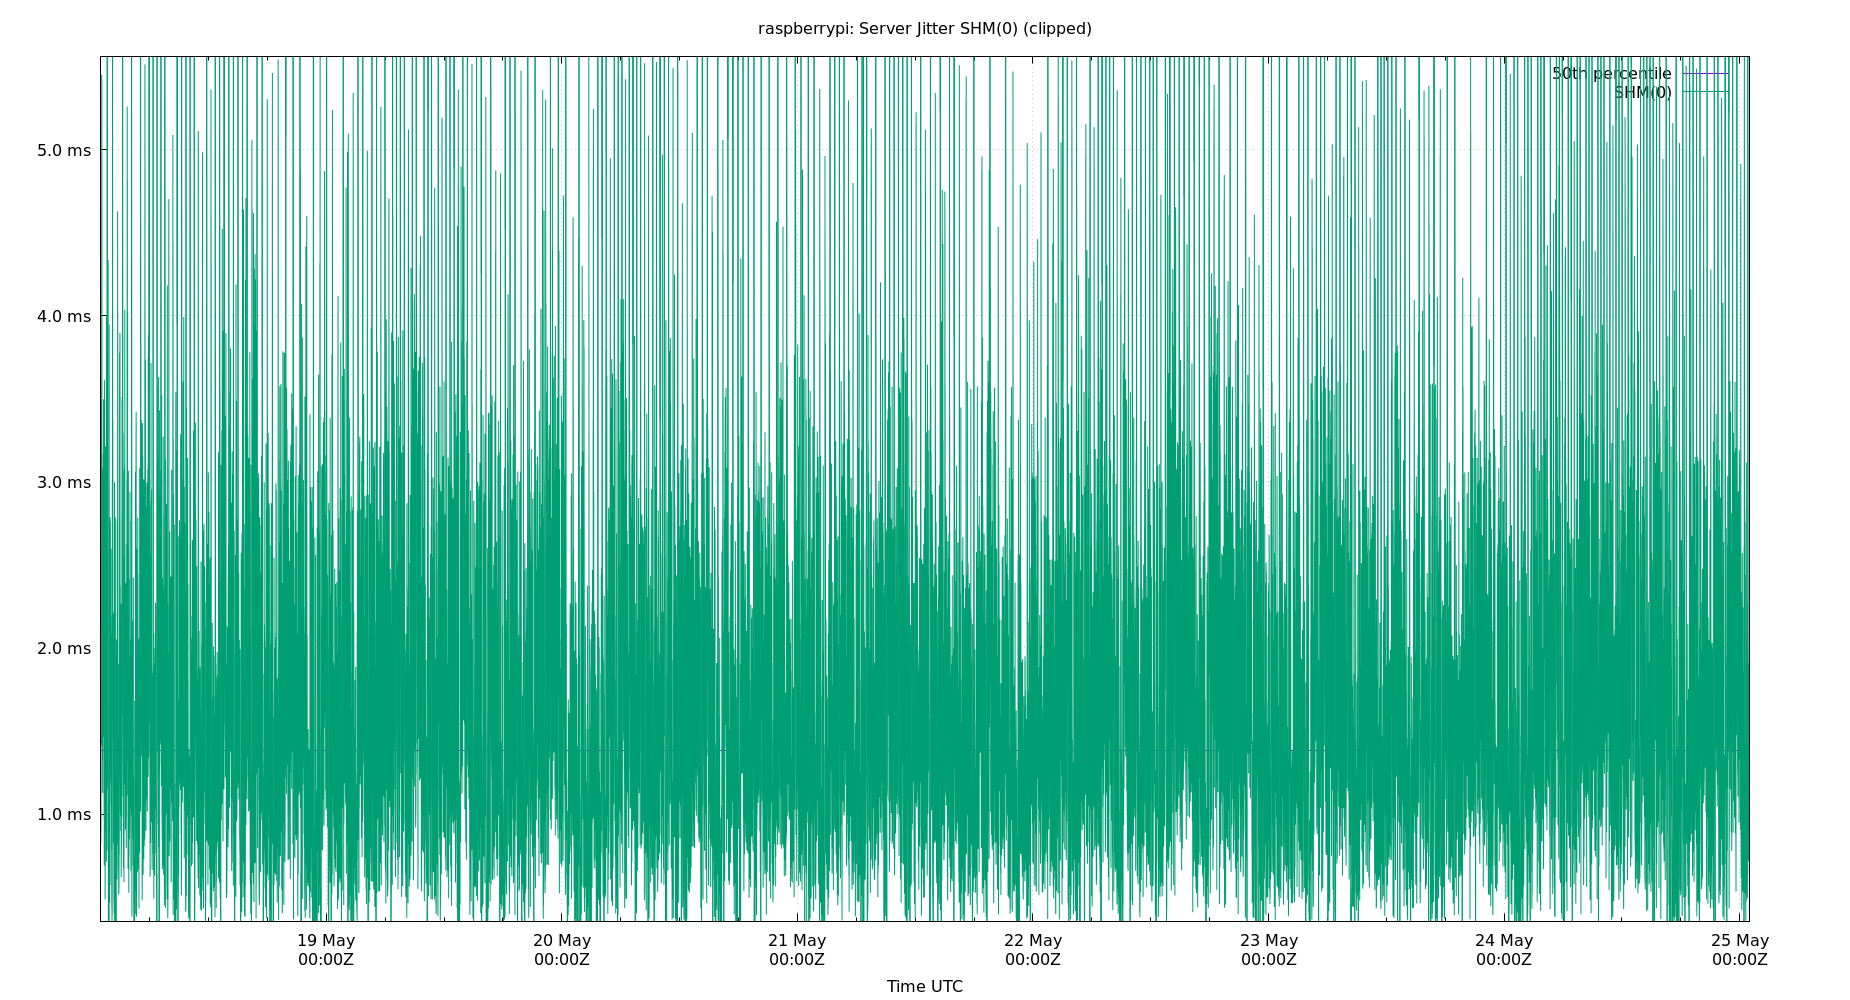 raspberrypi: Server Jitter SHM(0) (clipped)
50th percentile
SHM(0)
5.0 ms
4.0 ms
3.0 ms
2.0 ms
1.0 ms
19 May 20 May 21 May 22 May 23 May 24 May 25 May
00:00Z 00:00Z 00:00Z 00:00Z 00:00Z 00:00Z 00:00Z
Time UTC